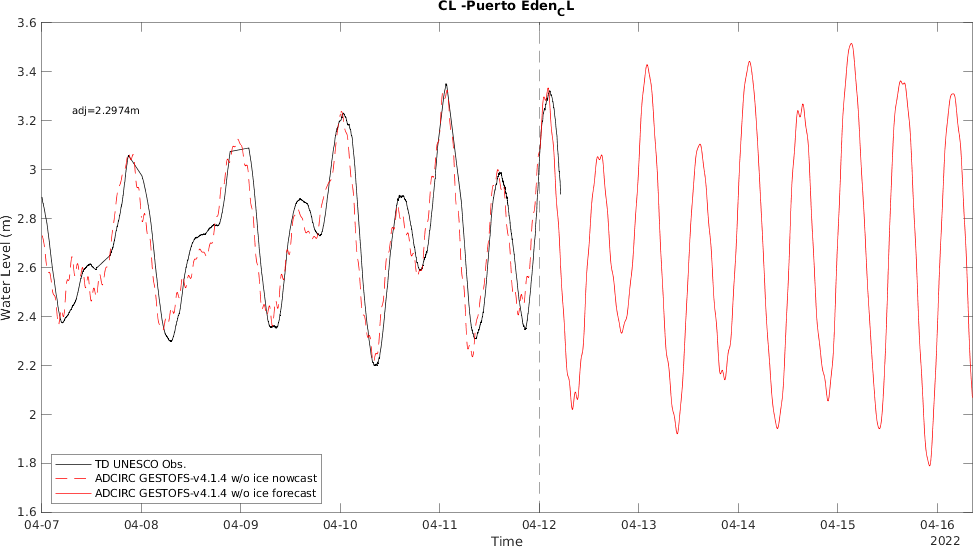 CL -Puerto Eden_CL
3.6
3.4
3.2
3
2.8
2.6
2.4
2.2
2
1.8
1.6
Water Level (m)
adj=2.2974m
TD UNESCO Obs.
ADCIRC GESTOFS-v4.1.4 w/o ice nowcast
ADCIRC GESTOFS-v4.1.4 w/o ice forecast
04-07 04-08 04-09 04-10 04-11 04-12 04-13 04-14 04-15 04-16
Time
2022